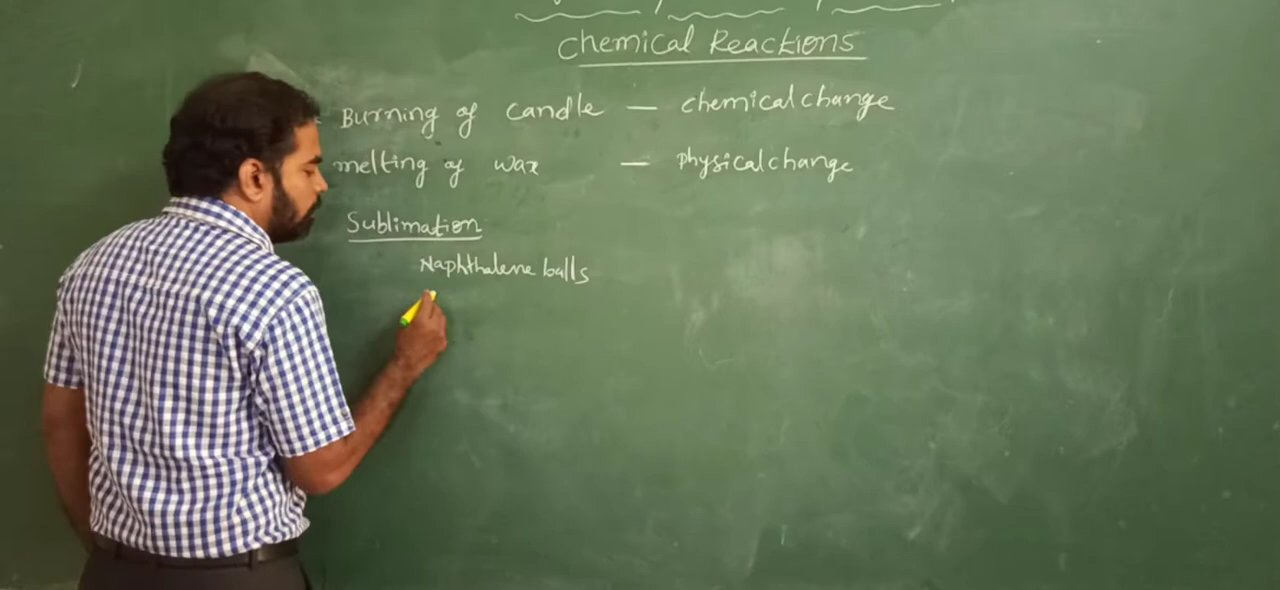 Chemical Reactions
Burning of candle — chemical change
melting of wax — physical change
Sublimation
Naphthalene balls